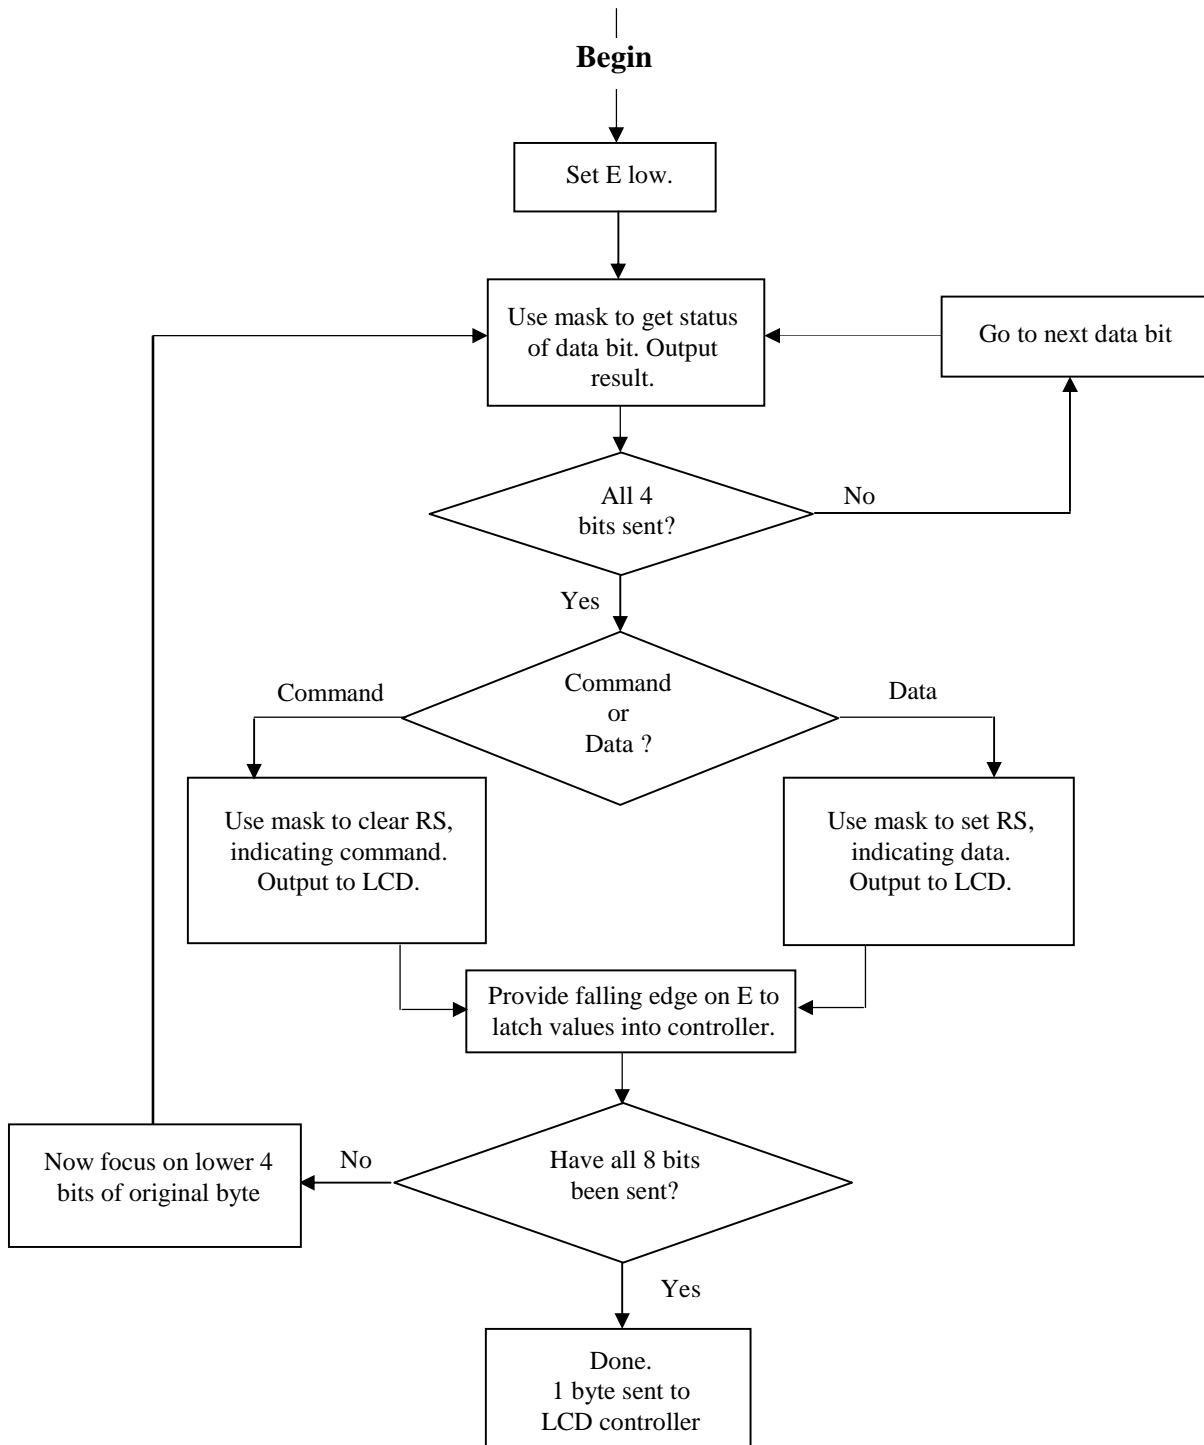 Begin
Set E low.
Use mask to get status
of data bit. Output
result.
Go to next data bit
All 4
bits sent?
No
Yes
Command
or
Data ?
Command
Data
Use mask to clear RS,
indicating command.
Output to LCD.
Use mask to set RS,
indicating data.
Output to LCD.
Provide falling edge on E to
latch values into controller.
Have all 8 bits
been sent?
No
Now focus on lower 4
bits of original byte
Yes
Done.
1 byte sent to
LCD controller